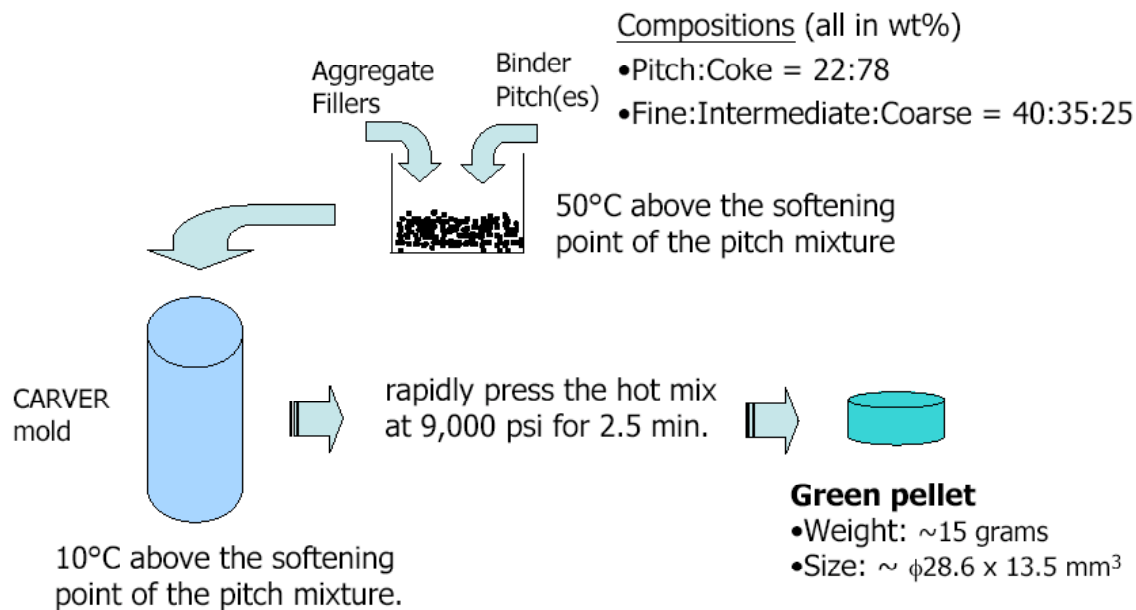 Compositions (all in wt%)
•Pitch:Coke = 22:78
•Fine:Intermediate:Coarse = 40:35:25
Aggregate
Fillers
Binder
Pitch(es)
50°C above the softening
point of the pitch mixture
CARVER
mold
rapidly press the hot mix
at 9,000 psi for 2.5 min.
10°C above the softening
point of the pitch mixture.
Green pellet
•Weight: ~15 grams
•Size: ~ ϕ28.6 x 13.5 mm³